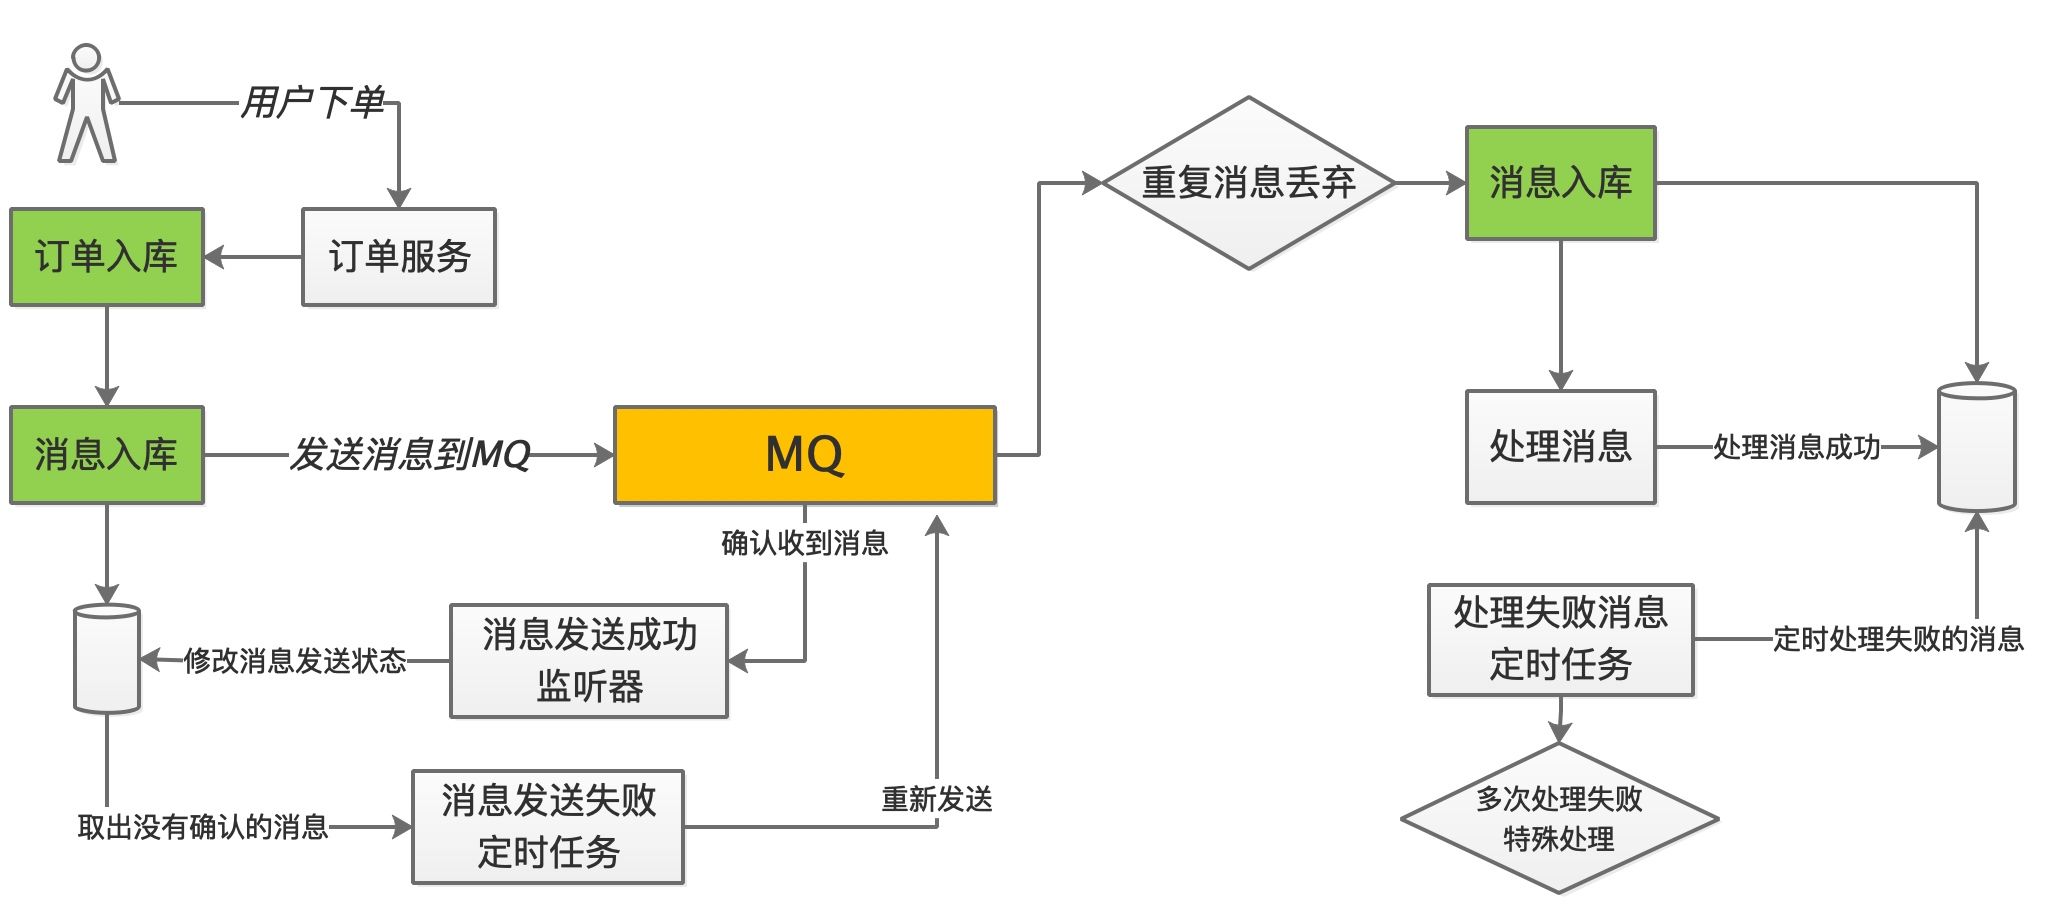 用户下单
订单入库
订单服务
消息入库
发送消息到MQ
MQ
确认收到消息
消息发送成功
监听器
修改消息发送状态
取出没有确认的消息
消息发送失败
定时任务
重新发送
重复消息丢弃
消息入库
处理消息
处理消息成功
处理失败消息
定时任务
定时处理失败的消息
多次处理失败
特殊处理